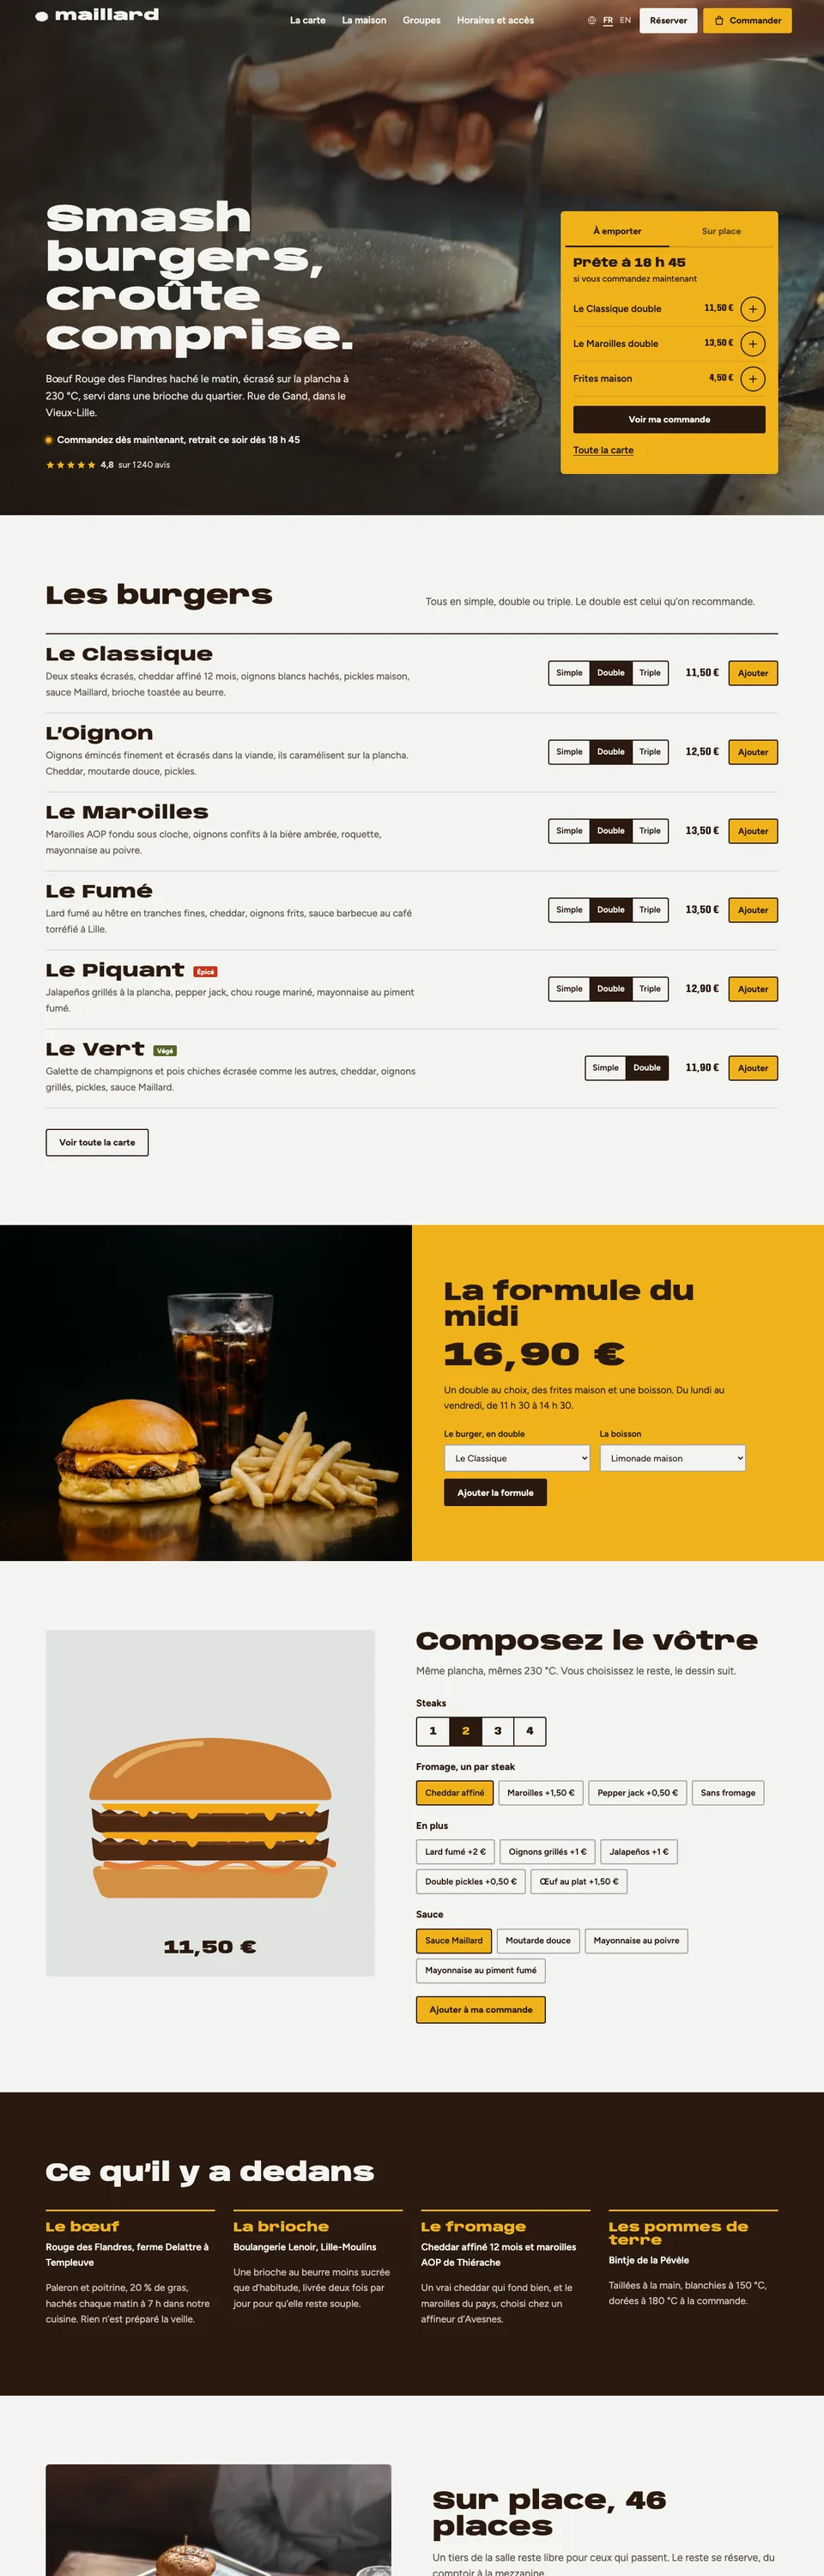 maillard
La carte La maison Groupes Horaires et accès FR EN Réserver Commander
Smash
burgers,
croûte
comprise.
Bœuf Rouge des Flandres haché le matin, écrasé sur la plancha à
230 °C, servi dans une brioche du quartier. Rue de Gand, dans le
Vieux-Lille.
Commandez dès maintenant, retrait ce soir dès 18 h 45
4,8 sur 1 240 avis
À emporter Sur place
Prête à 18 h 45
si vous commandez maintenant
Le Classique double 11,50 €
Le Maroilles double 13,50 €
Frites maison 4,50 €
Voir ma commande
Toute la carte
Les burgers
Tous en simple, double ou triple. Le double est celui qu'on recommande.
Le Classique
Deux steaks écrasés, cheddar affiné 12 mois, oignons blancs hachés, pickles maison,
sauce Maillard, brioche toastée au beurre.
Simple Double Triple 11,50 € Ajouter
L'Oignon
Oignons émincés finement et écrasés dans la viande, ils caramélisent sur la plancha.
Cheddar, moutarde douce, pickles.
Simple Double Triple 12,50 € Ajouter
Le Maroilles
Maroilles AOP fondu sous cloche, oignons confits à la bière ambrée, roquette,
mayonnaise au poivre.
Simple Double Triple 13,50 € Ajouter
Le Fumé
Lard fumé au hêtre en tranches fines, cheddar, oignons frits, sauce barbecue au café
torréfié à Lille.
Simple Double Triple 13,50 € Ajouter
Le Piquant Épicé
Jalapeños grillés à la plancha, pepper jack, chou rouge mariné, mayonnaise au piment
fumé.
Simple Double Triple 12,90 € Ajouter
Le Vert Végé
Galette de champignons et pois chiches écrasée comme les autres, cheddar, oignons
grillés, pickles, sauce Maillard.
Simple Double 11,90 € Ajouter
Voir toute la carte
La formule du
midi
16,90 €
Un double au choix, des frites maison et une boisson. Du lundi au
vendredi, de 11 h 30 à 14 h 30.
Le burger, en double La boisson
Le Classique Limonade maison
Ajouter la formule
11,50 €
Composez le vôtre
Même plancha, mêmes 230 °C. Vous choisissez le reste, le dessin suit.
Steaks
1 2 3 4
Fromage, un par steak
Cheddar affiné Maroilles +1,50 € Pepper jack +0,50 € Sans fromage
En plus
Lard fumé +2 € Oignons grillés +1 € Jalapeños +1 €
Double pickles +0,50 € Œuf au plat +1,50 €
Sauce
Sauce Maillard Moutarde douce Mayonnaise au poivre
Mayonnaise au piment fumé
Ajouter à ma commande
Ce qu'il y a dedans
Le bœuf
Rouge des Flandres, ferme Delattre à
Templeuve
Paleron et poitrine, 20 % de gras,
hachés chaque matin à 7 h dans notre
cuisine. Rien n'est préparé la veille.
La brioche
Boulangerie Lenoir, Lille-Moulins
Une brioche au beurre moins sucrée
que d'habitude, livrée deux fois par
jour pour qu'elle reste souple.
Le fromage
Cheddar affiné 12 mois et maroilles
AOP de Thiérache
Un vrai cheddar qui fond bien, et le
maroilles du pays, choisi chez un
affineur d'Avesnes.
Les pommes de
terre
Bintje de la Pévèle
Taillées à la main, blanchies à 150 °C,
dorées à 180 °C à la commande.
Sur place, 46
places
Un tiers de la salle reste libre pour ceux qui passent. Le reste se réserve, du
comptoir à la mezzanine.